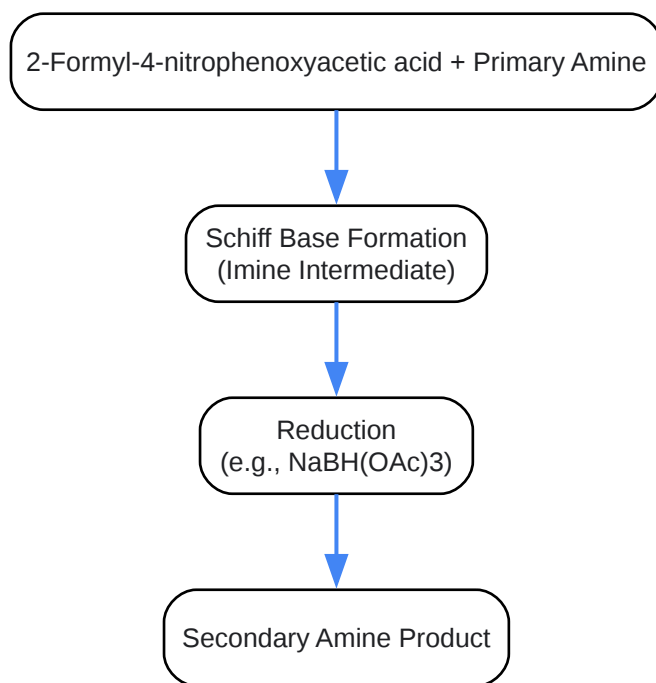 2-Formyl-4-nitrophenoxyacetic acid + Primary Amine
Schiff Base Formation
(Imine Intermediate)
Reduction
(e.g., NaBH(OAc)3)
Secondary Amine Product